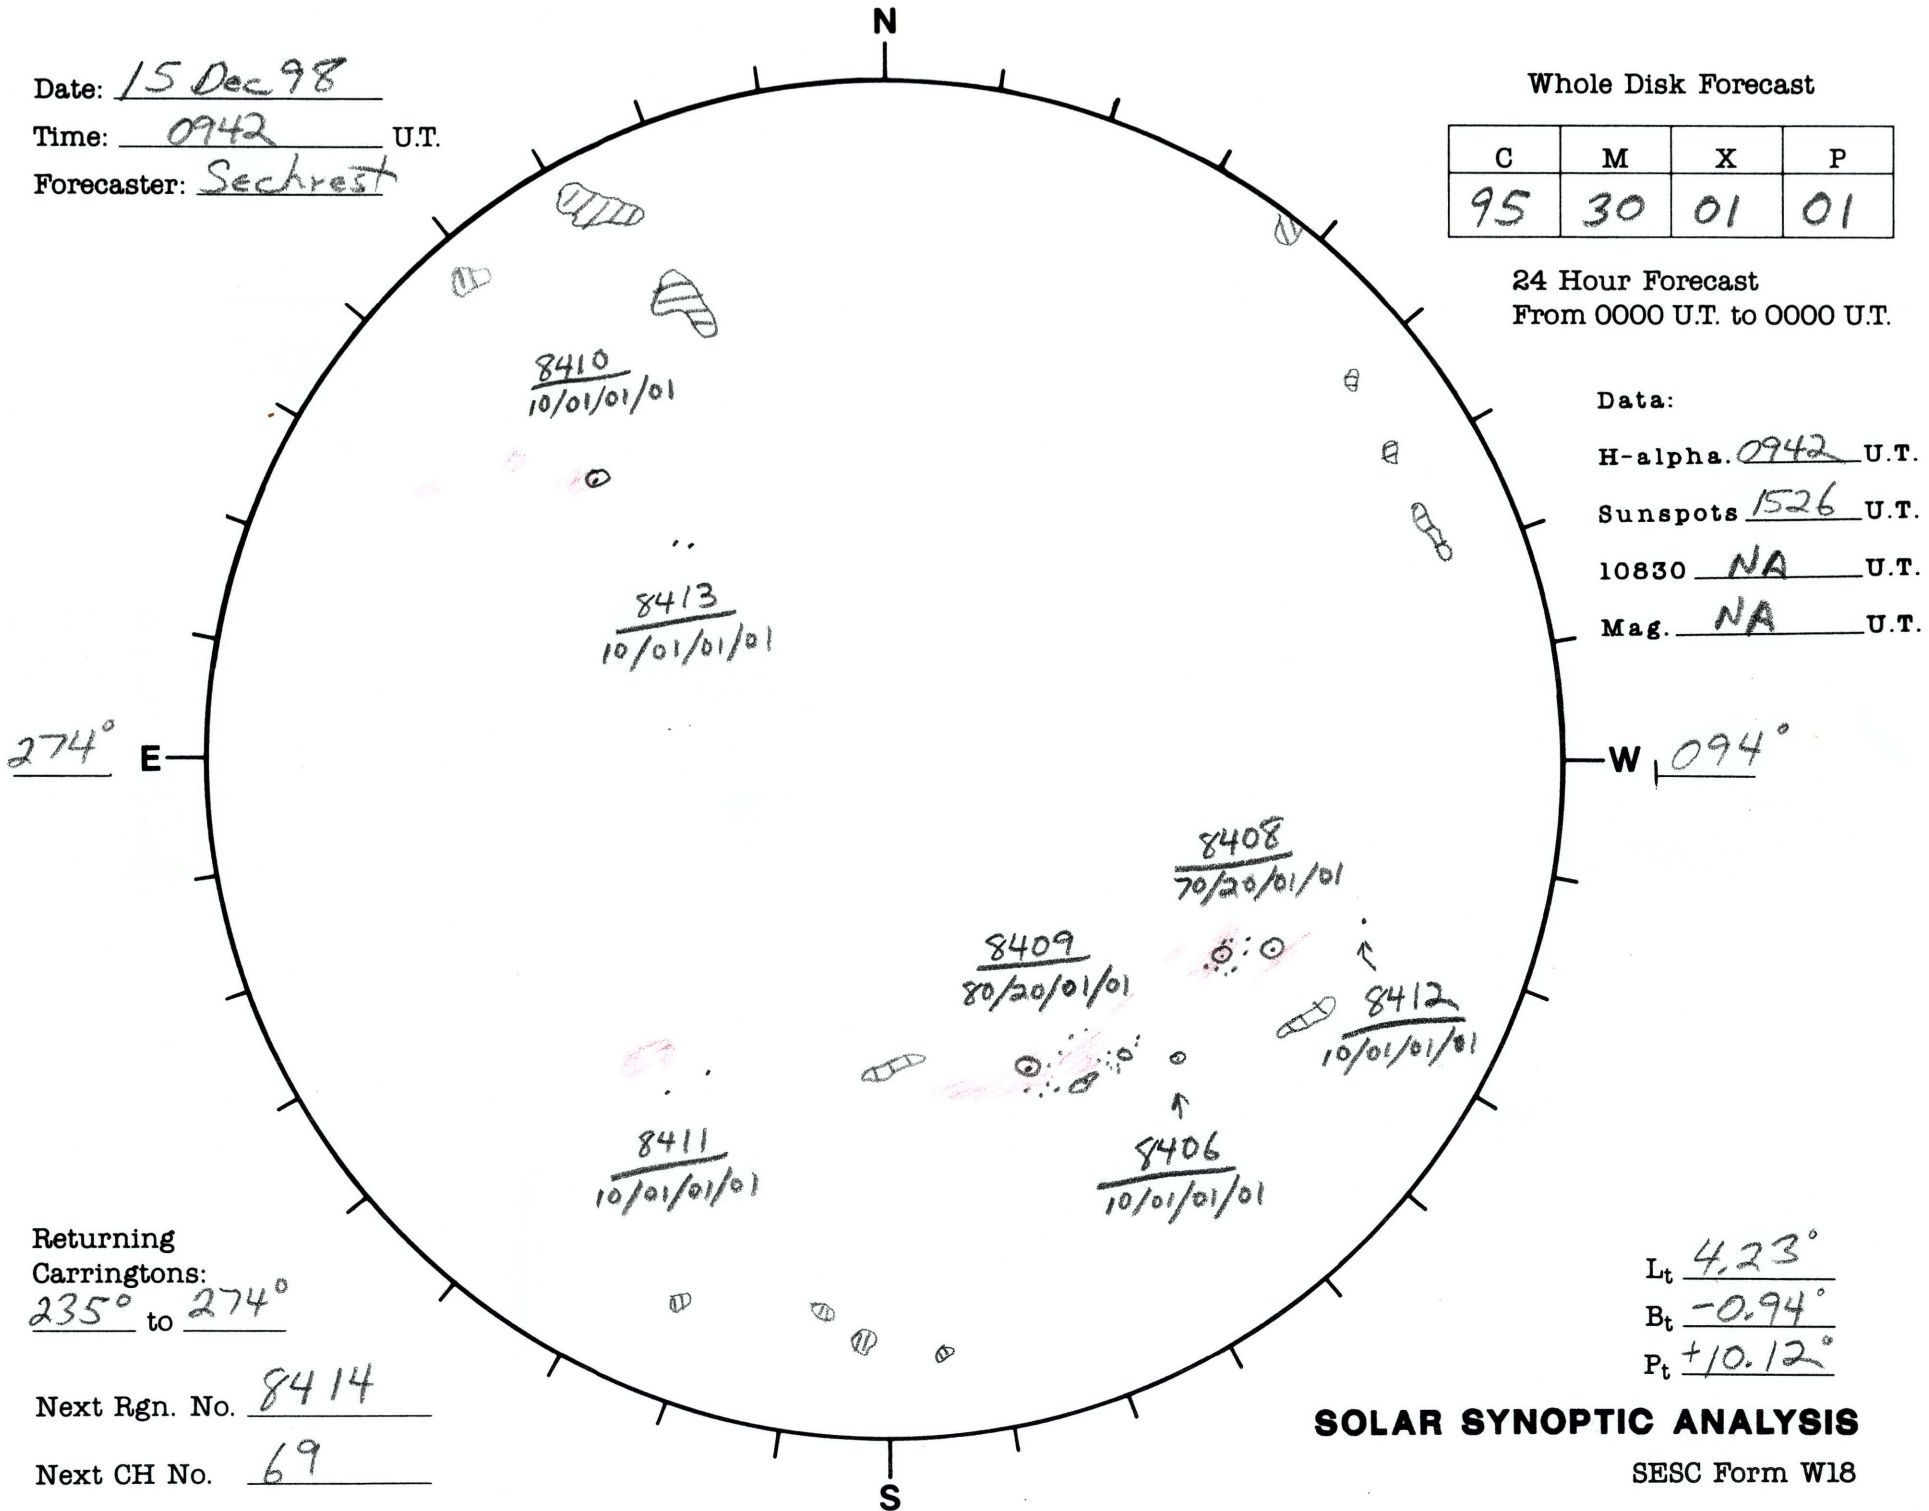 N
Date: 15 Dec 98
Time: 0942 U.T.
Forecaster: Sechrest
Whole Disk Forecast
C M X P
95 30 01 01
24 Hour Forecast
From 0000 U.T. to 0000 U.T.
Data:
H-alpha. 0942 U.T.
Sunspots 1526 U.T.
10830 NA U.T.
Mag. NA U.T.
8410
10/01/01/01
8413
10/01/01/01
274° E
W 094°
8408
70/20/01/01
8409
80/20/01/01
8412
10/01/01/01
8411
10/01/01/01
8406
10/01/01/01
Returning
Carringtons:
235° to 274°
Next Rgn. No. 8414
Next CH No. 69
Lt 4.23°
Bt -0.94°
Pt +10.12°
SOLAR SYNOPTIC ANALYSIS
SESC Form W18
S